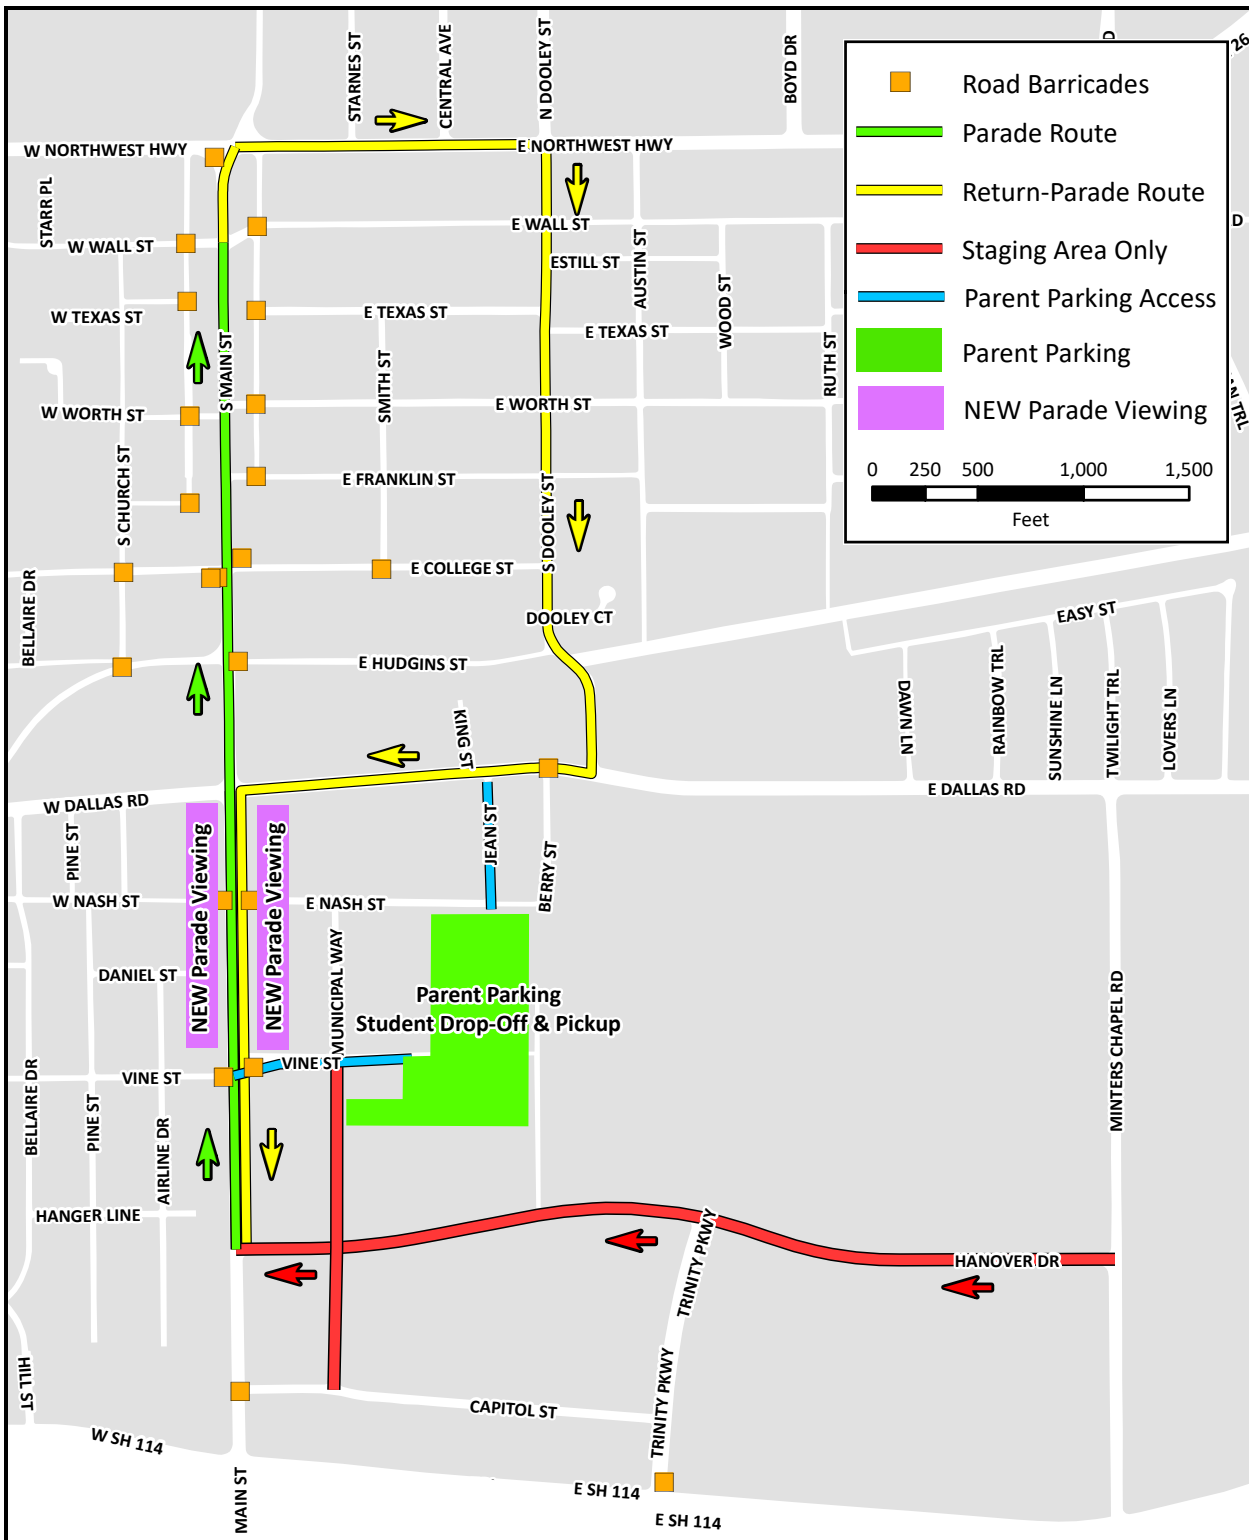 STARNES ST
CENTRAL AVE
N DOOLEY ST
BOYD DR
26
W NORTHWEST HWY
E NORTHWEST HWY
STARR PL
W WALL ST
E WALL ST
D
ESTILL ST
AUSTIN ST
WOOD ST
RUTH ST
W TEXAS ST
E TEXAS ST
E TEXAS ST
S MAIN ST
SMITH ST
W WORTH ST
E WORTH ST
AN TRL
S CHURCH ST
E FRANKLIN ST
S DOOLEY ST
E COLLEGE ST
BELLAIRE DR
DOOLEY CT
E HUDGINS ST
EASY ST
KING ST
DAWN LN
RAINBOW TRL
SUNSHINE LN
TWILIGHT TRL
LOVERS LN
W DALLAS RD
E DALLAS RD
PINE ST
JEAN ST
BERRY ST
NEW Parade Viewing
NEW Parade Viewing
W NASH ST
E NASH ST
DANIEL ST
MUNICIPAL WAY
Parent Parking
Student Drop-Off & Pickup
VINE ST
VINE ST
BELLAIRE DR
PINE ST
AIRLINE DR
MINTERS CHAPEL RD
HANGER LINE
TRINITY PKWY
HANOVER DR
HILL ST
CAPITOL ST
TRINITY PKWY
W SH 114
MAIN ST
E SH 114
E SH 114
Road Barricades
Parade Route
Return-Parade Route
Staging Area Only
Parent Parking Access
Parent Parking
NEW Parade Viewing
0 250 500 1,000 1,500
Feet